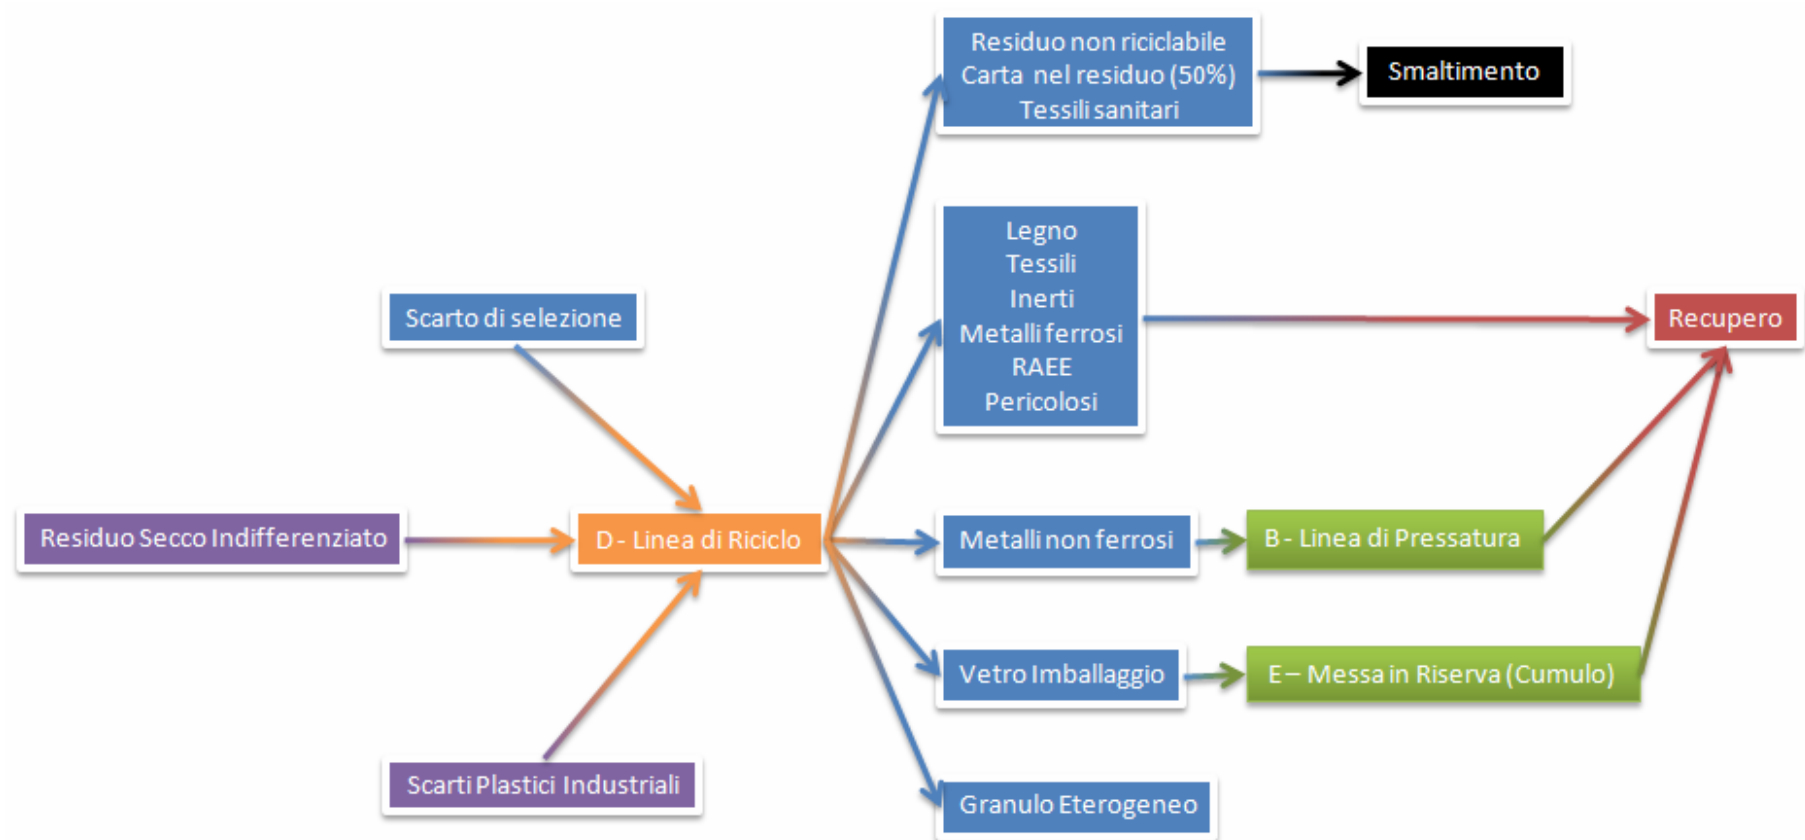 Residuo non riciclabile
Carta nel residuo (50%)
Tessili sanitari
Smaltimento
Legno
Tessili
Inerti
Metalli ferrosi
RAEE
Pericolosi
Scarto di selezione
Recupero
Residuo Secco Indifferenziato
D - Linea di Riciclo
Metalli non ferrosi
B - Linea di Pressatura
Vetro Imballaggio
E – Messa in Riserva (Cumulo)
Scarti Plastici Industriali
Granulo Eterogeneo